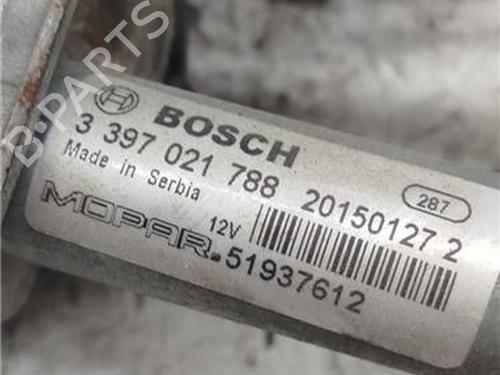 BOSCH
3 397 021 788 20150127 2
Made in Serbia
287
MOPAR.
12V
51937612
B-PARTS